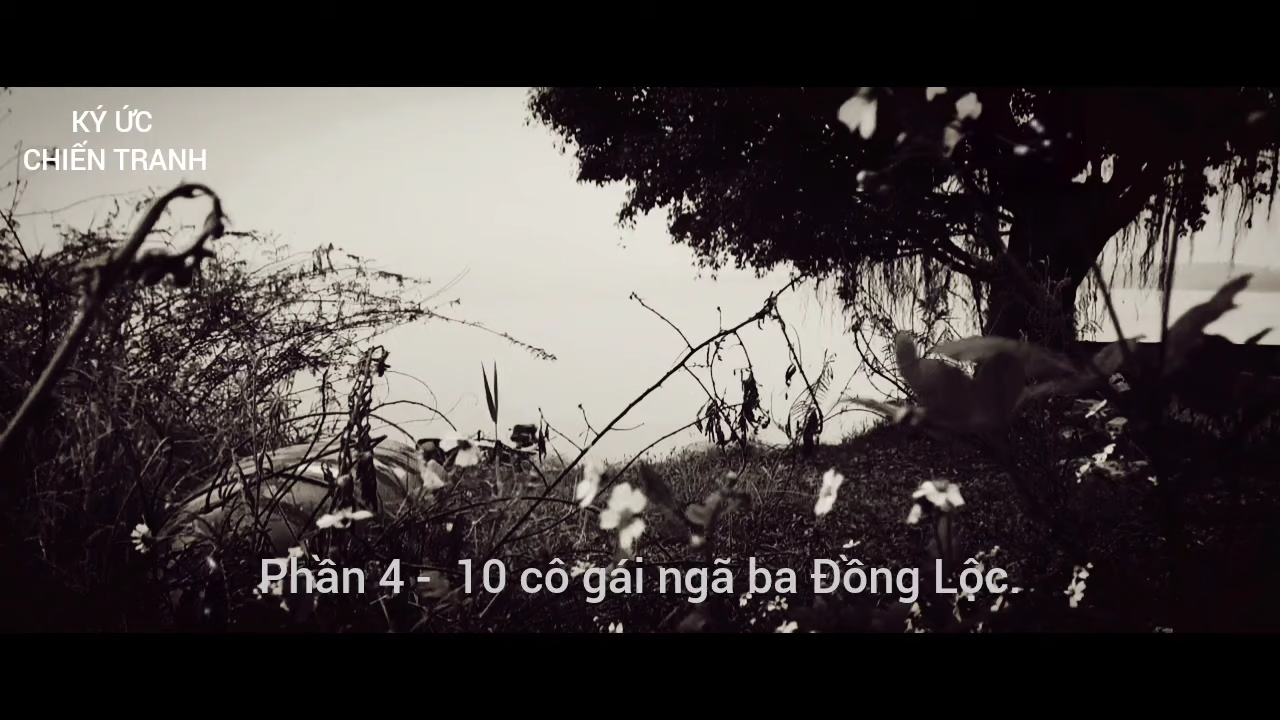 KÝ ỨC
CHIẾN TRANH
Phần 4 - 10 cô gái ngã ba Đồng Lộc.